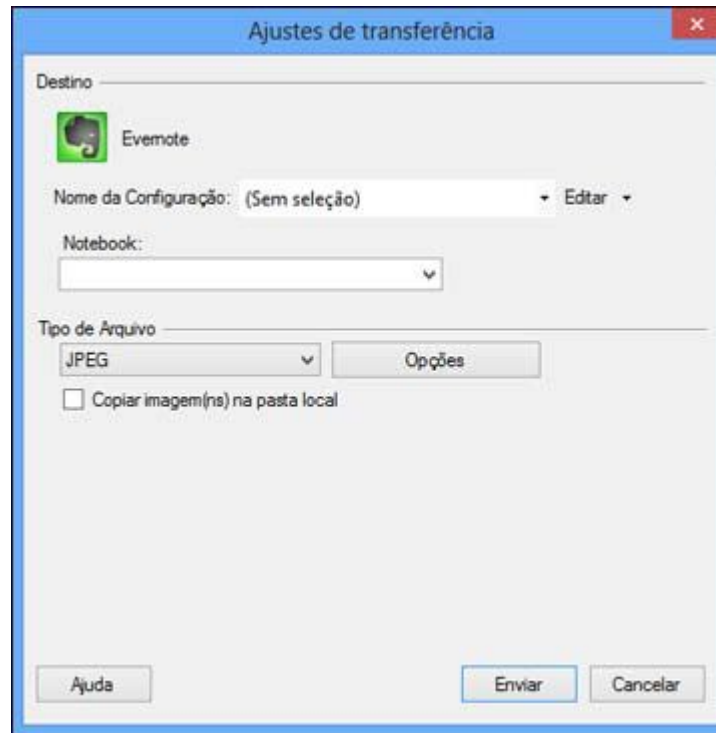 Ajustes de transferência
Destino
Evernote
Nome da Configuração: (Sem seleção) Editar
Notebook:
Tipo de Arquivo
JPEG Opções
Copiar imagem(ns) na pasta local
Ajuda Enviar Cancelar